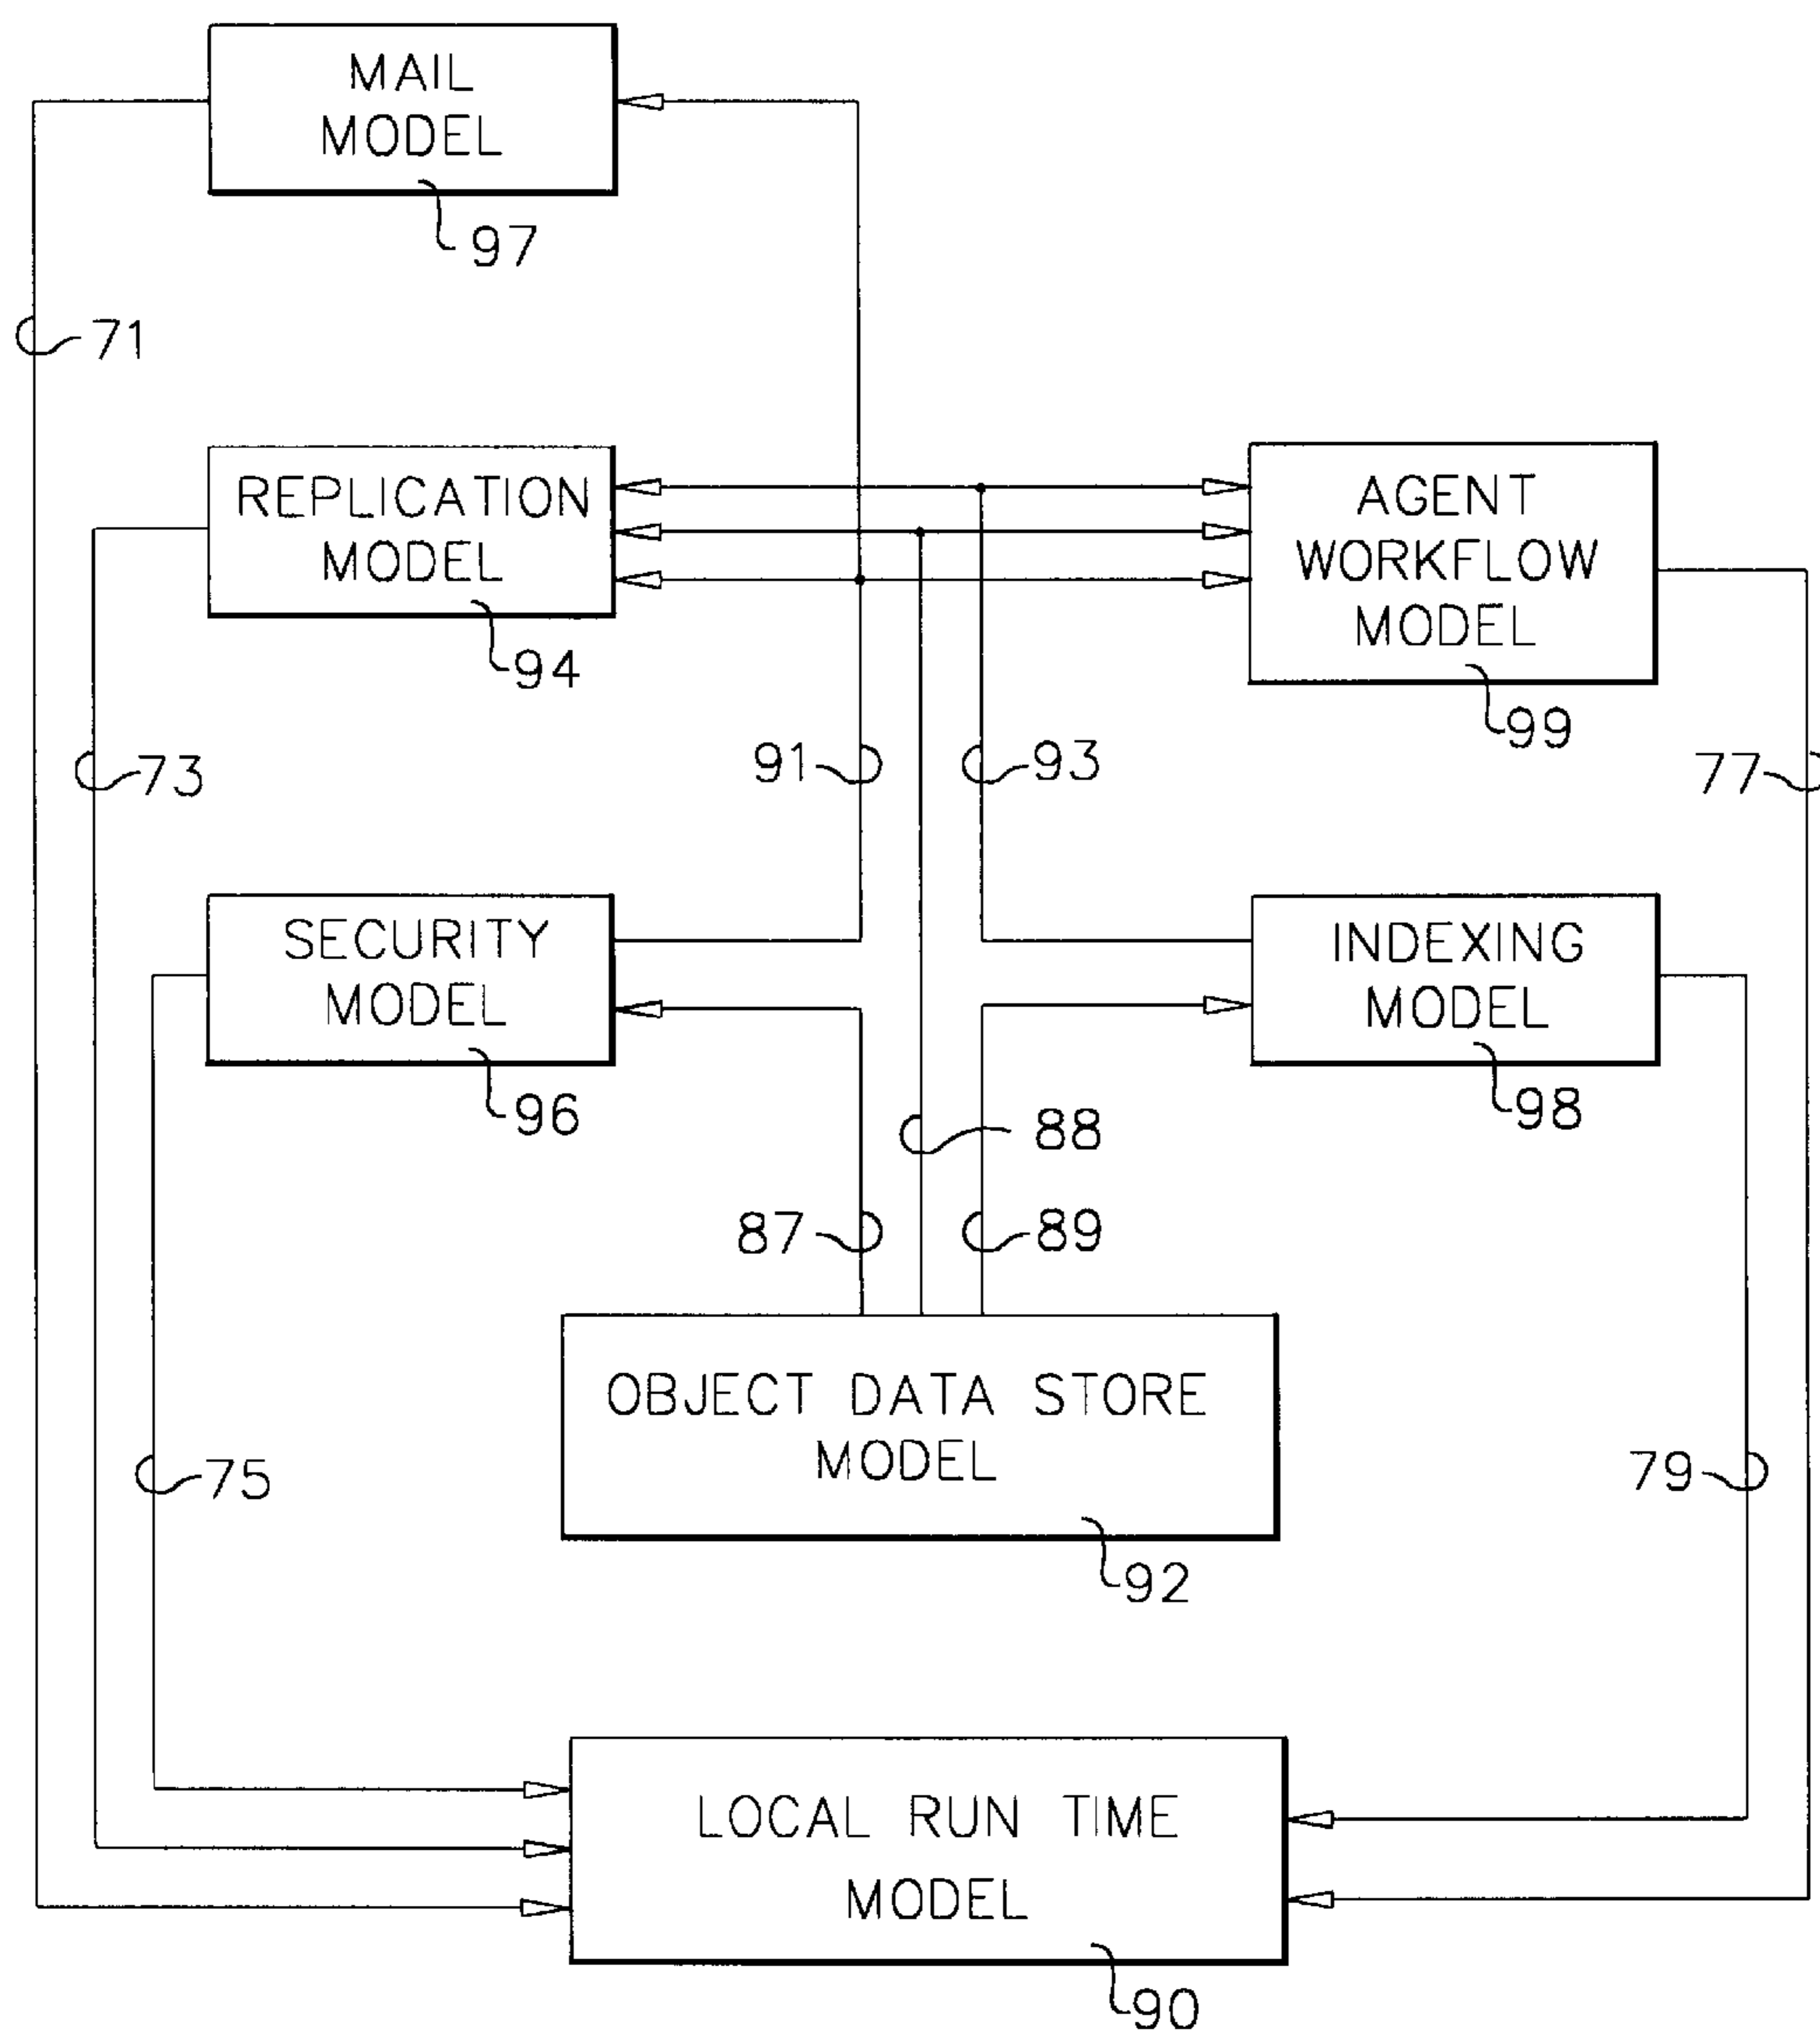 MAIL
MODEL
97
71
REPLICATION
MODEL
94
AGENT
WORKFLOW
MODEL
99
73
91
93
77
SECURITY
MODEL
96
INDEXING
MODEL
98
88
87
89
OBJECT DATA STORE
MODEL
92
75
79
LOCAL RUN TIME
MODEL
90